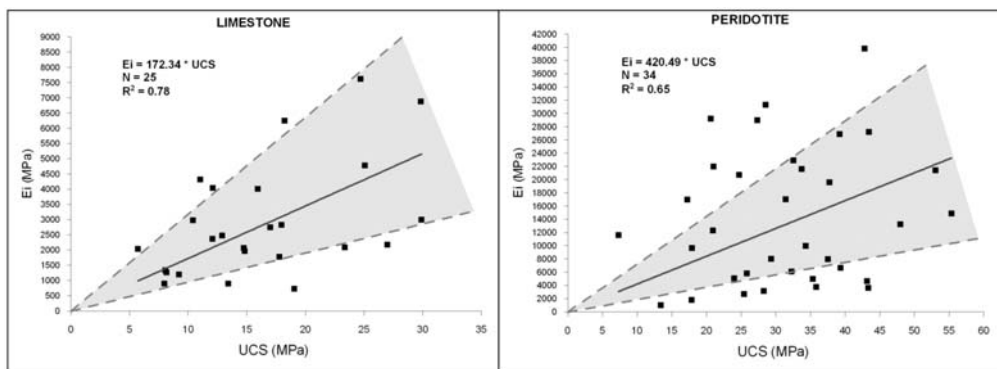 LIMESTONE
Ei = 172.34 * UCS
N = 25
R² = 0.78
Ei (MPa)
9000
8500
8000
7500
7000
6500
6000
5500
5000
4500
4000
3500
3000
2500
2000
1500
1000
500
0
0 5 10 15 20 25 30 35
UCS (MPa)
PERIDOTITE
Ei = 420.49 * UCS
N = 34
R² = 0.65
Ei (MPa)
42000
40000
38000
36000
34000
32000
30000
28000
26000
24000
22000
20000
18000
16000
14000
12000
10000
8000
6000
4000
2000
0
0 5 10 15 20 25 30 35 40 45 50 55 60
UCS (MPa)